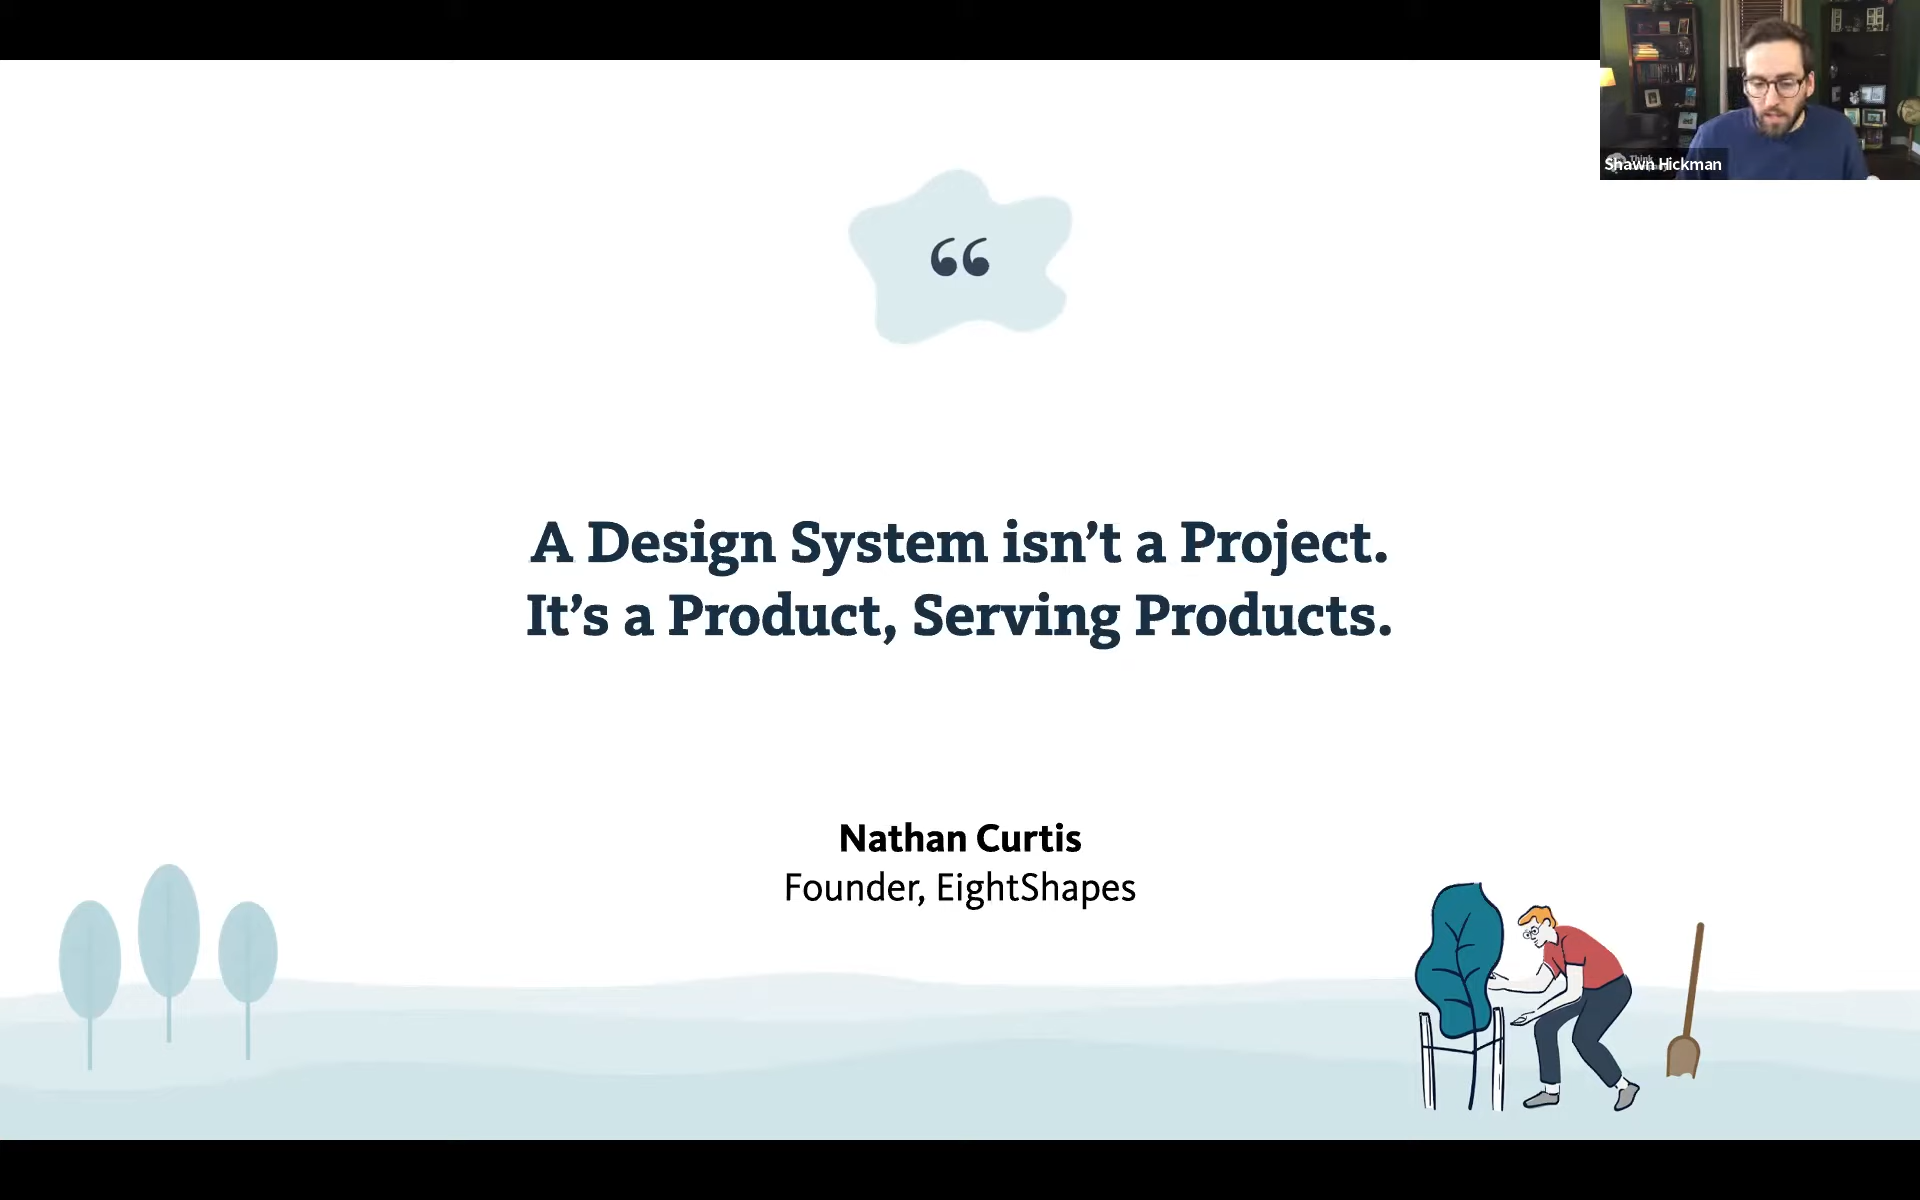 “
A Design System isn’t a Project.
It’s a Product, Serving Products.
Nathan Curtis
Founder, EightShapes
Shawn Hickman